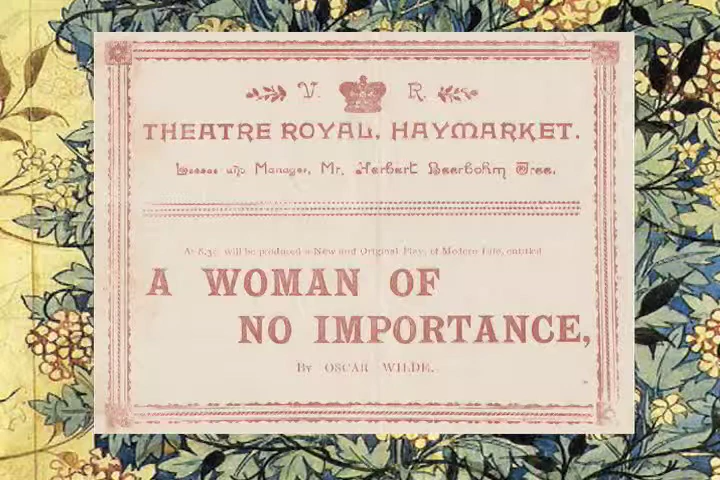 V. R.
THEATRE ROYAL, HAYMARKET.
Lessee and Manager, Mr. Herbert Beerbohm Tree.
At 8.30, will be produced a New and Original Play, of Modern Life, entitled
A WOMAN OF
NO IMPORTANCE,
By OSCAR WILDE.